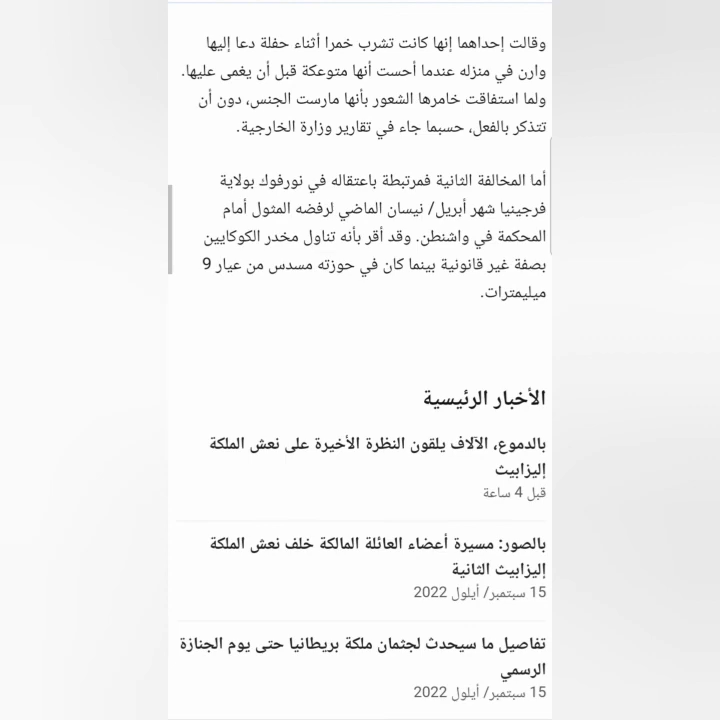 وقالت إحداهما إنها كانت تشرب خمرا أثناء حفلة دعا إليها
وارن في منزله عندما أحست أنها متوعكة قبل أن يغمى عليها.
ولما استفاقت خامرها الشعور بأنها مارست الجنس، دون أن
تتذكر بالفعل، حسبما جاء في تقارير وزارة الخارجية.
أما المخالفة الثانية فمرتبطة باعتقاله في نورفوك بولاية
فرجينيا شهر أبريل/ نيسان الماضي لرفضه المثول أمام
المحكمة في واشنطن. وقد أقر بأنه تناول مخدر الكوكايين
بصفة غير قانونية بينما كان في حوزته مسدس من عيار 9
ميليمترات.
الأخبار الرئيسية
بالدموع، الآلاف يلقون النظرة الأخيرة على نعش الملكة
إليزابيث
قبل 4 ساعة
بالصور: مسيرة أعضاء العائلة المالكة خلف نعش الملكة
إليزابيث الثانية
15 سبتمبر/ أيلول 2022
تفاصيل ما سيحدث لجثمان ملكة بريطانيا حتى يوم الجنازة
الرسمي
15 سبتمبر/ أيلول 2022